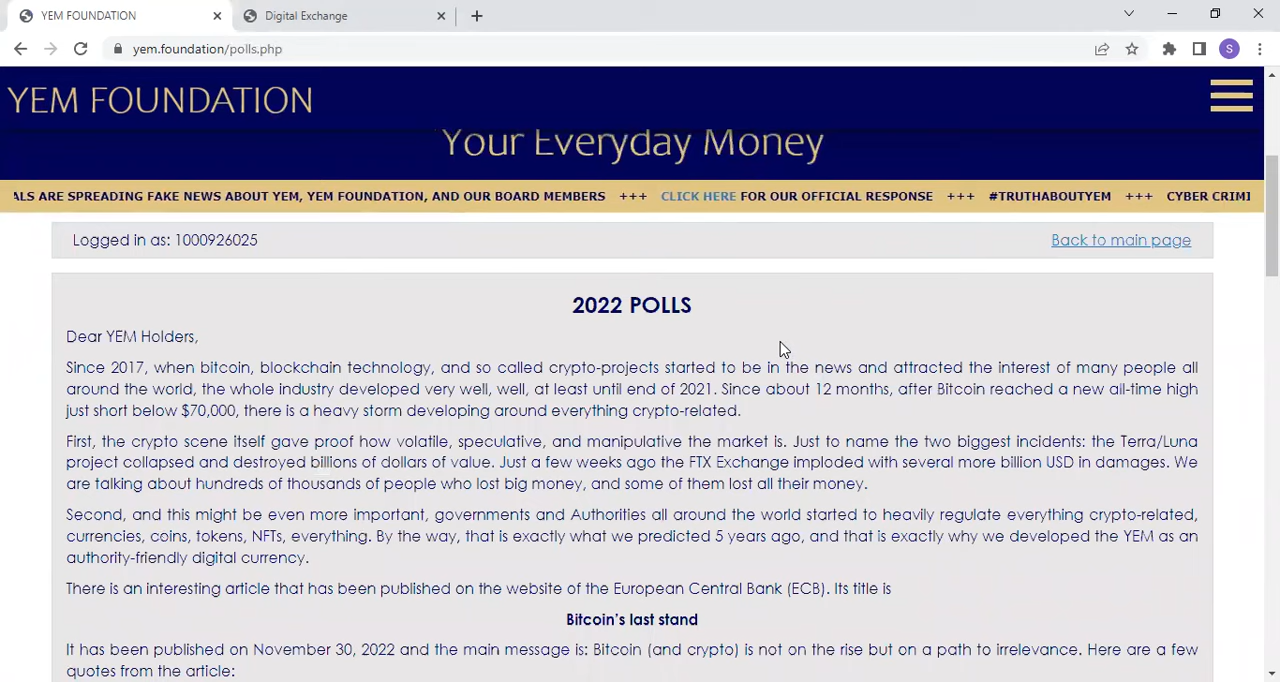 YEM FOUNDATION
Digital Exchange
yem.foundation/polls.php
S
YEM FOUNDATION
Your Everyday Money
ALS ARE SPREADING FAKE NEWS ABOUT YEM, YEM FOUNDATION, AND OUR BOARD MEMBERS +++ CLICK HERE FOR OUR OFFICIAL RESPONSE +++ #TRUTHABOUTYEM +++ CYBER CRIMI
Logged in as: 1000926025
Back to main page
2022 POLLS
Dear YEM Holders,
Since 2017, when bitcoin, blockchain technology, and so called crypto-projects started to be in the news and attracted the interest of many people all
around the world, the whole industry developed very well, well, at least until end of 2021. Since about 12 months, after Bitcoin reached a new all-time high
just short below $70,000, there is a heavy storm developing around everything crypto-related.
First, the crypto scene itself gave proof how volatile, speculative, and manipulative the market is. Just to name the two biggest incidents: the Terra/Luna
project collapsed and destroyed billions of dollars of value. Just a few weeks ago the FTX Exchange imploded with several more billion USD in damages. We
are talking about hundreds of thousands of people who lost big money, and some of them lost all their money.
Second, and this might be even more important, governments and Authorities all around the world started to heavily regulate everything crypto-related,
currencies, coins, tokens, NFTs, everything. By the way, that is exactly what we predicted 5 years ago, and that is exactly why we developed the YEM as an
authority-friendly digital currency.
There is an interesting article that has been published on the website of the European Central Bank (ECB). Its title is
Bitcoin's last stand
It has been published on November 30, 2022 and the main message is: Bitcoin (and crypto) is not on the rise but on a path to irrelevance. Here are a few
quotes from the article: